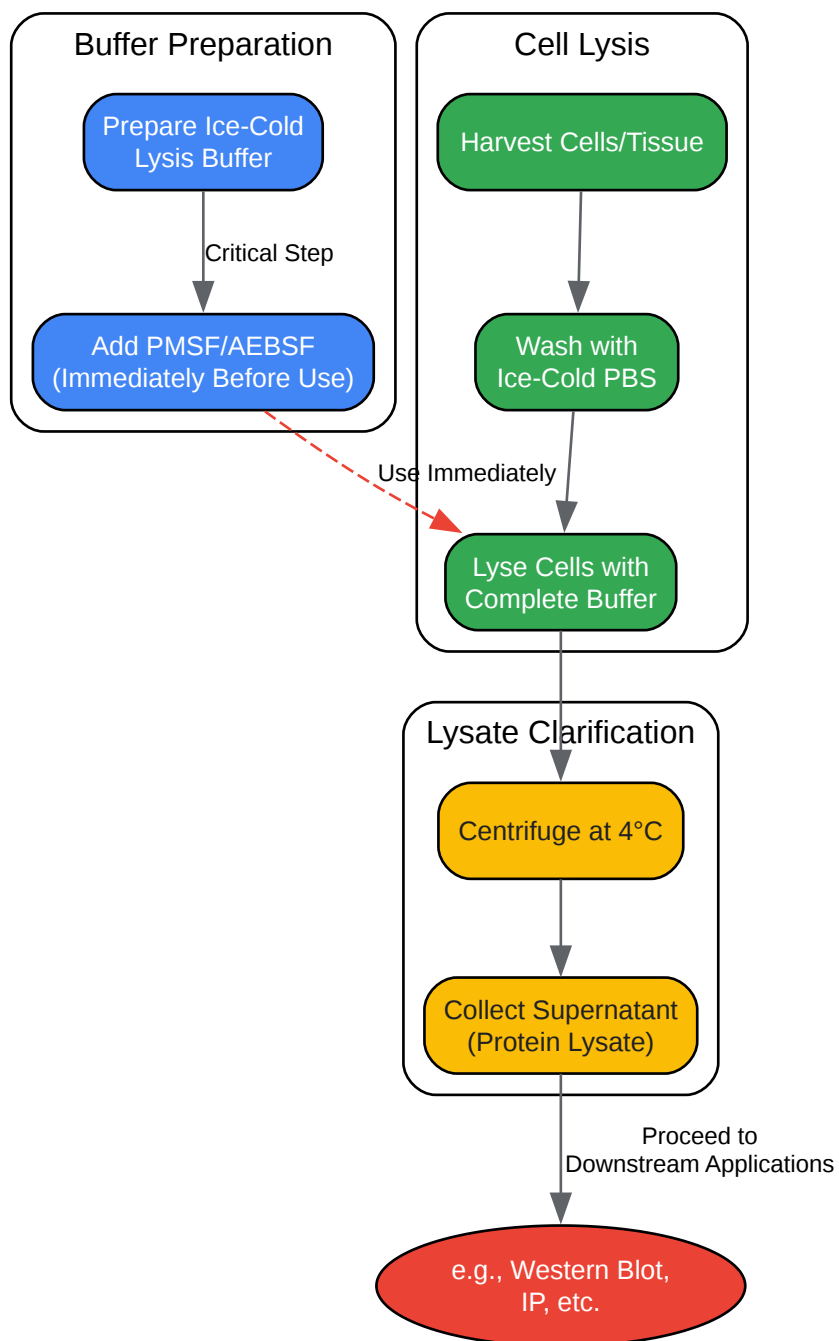 Buffer Preparation
Prepare Ice-Cold
Lysis Buffer
Critical Step
Add PMSF/AEBSF
(Immediately Before Use)
Cell Lysis
Harvest Cells/Tissue
Wash with
Ice-Cold PBS
Use Immediately
Lyse Cells with
Complete Buffer
Lysate Clarification
Centrifuge at 4°C
Collect Supernatant
(Protein Lysate)
Proceed to
Downstream Applications
e.g., Western Blot,
IP, etc.